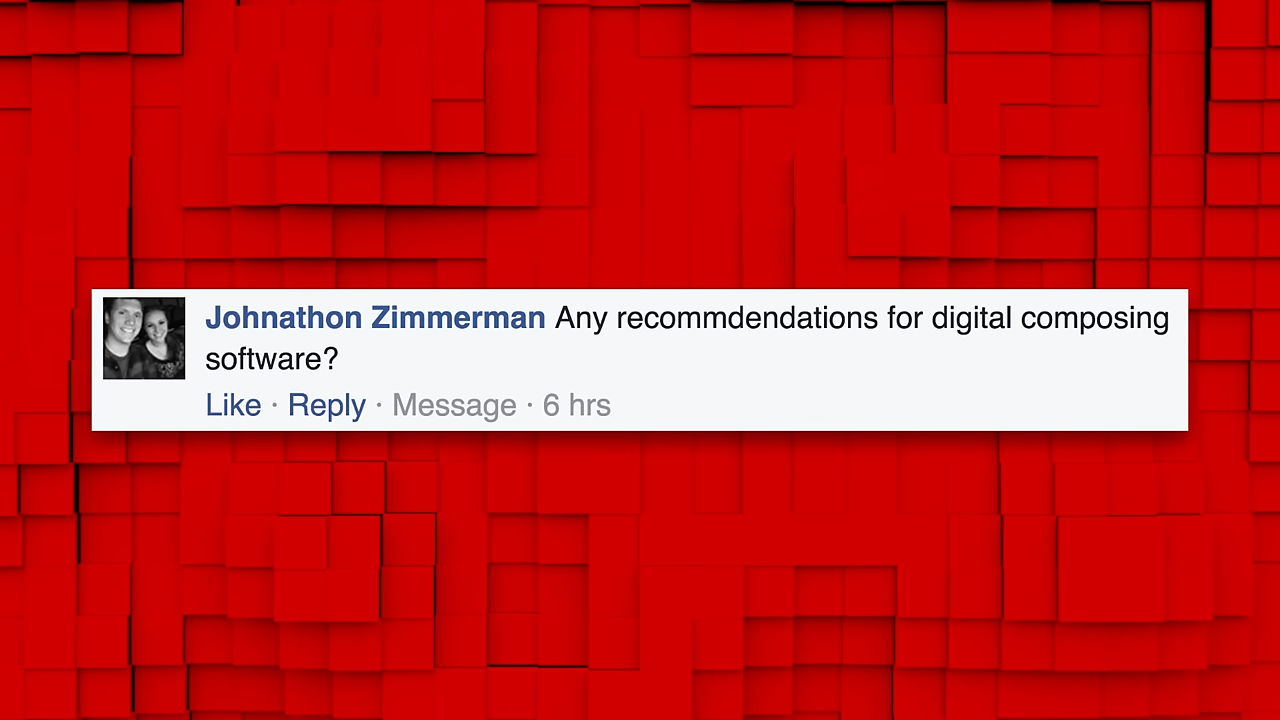 Johnathon Zimmerman Any recommdendations for digital composing
software?
Like · Reply · Message · 6 hrs